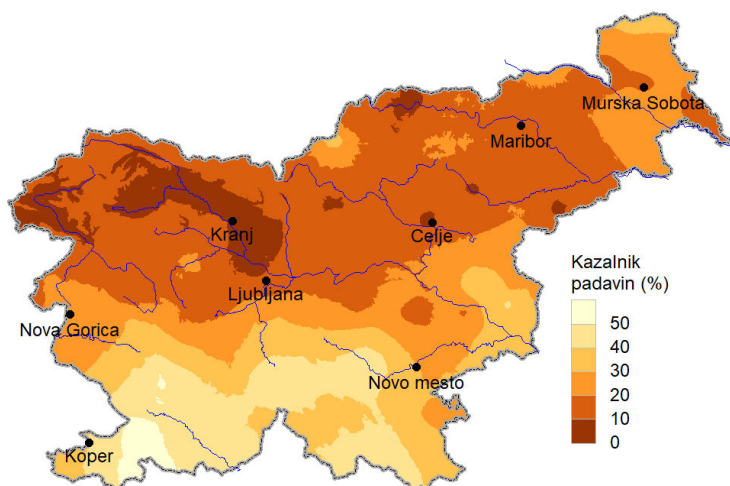 Murska Sobota
Maribor
Kranj
Celje
Ljubljana
Nova Gorica
Novo mesto
Koper
Kazalnik
padavin (%)
50
40
30
20
10
0